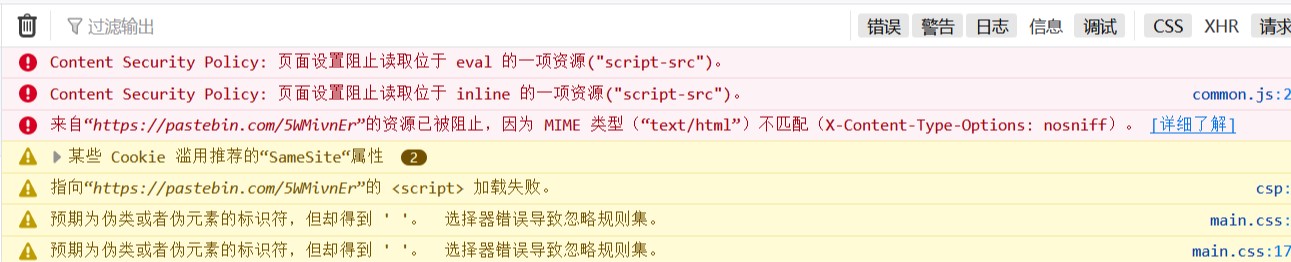 过滤输出 错误 警告 日志 信息 调试 CSS XHR 请求
Content Security Policy: 页面设置阻止读取位于 eval 的一项资源("script-src")。
Content Security Policy: 页面设置阻止读取位于 inline 的一项资源("script-src")。 common.js:2
来自“https://pastebin.com/5WMivnEr”的资源已被阻止，因为 MIME 类型（“text/html”）不匹配（X-Content-Type-Options: nosniff）。 [详细了解]
某些 Cookie 滥用推荐的“SameSite“属性 2
指向“https://pastebin.com/5WMivnEr”的 <script> 加载失败。 csp:
预期为伪类或者伪元素的标识符，但却得到 ' '。 选择器错误导致忽略规则集。 main.css:
预期为伪类或者伪元素的标识符，但却得到 ' '。 选择器错误导致忽略规则集。 main.css:17